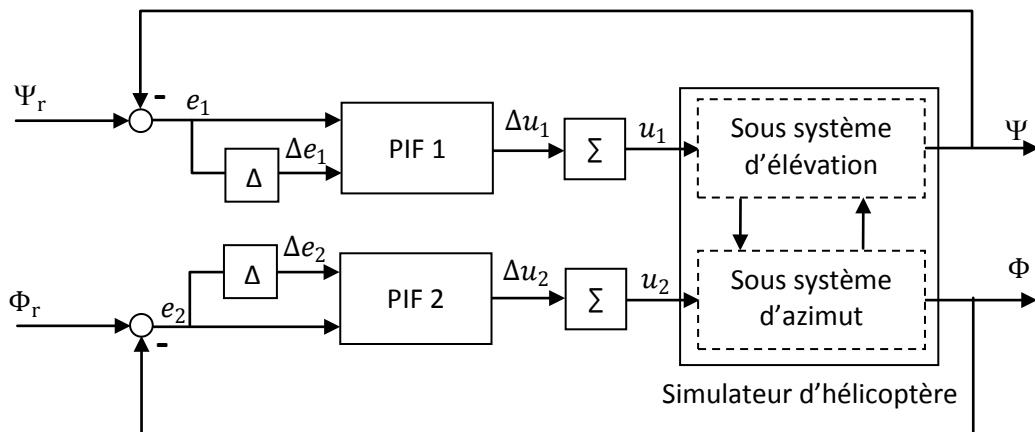 -
Ψr
e1
Δe1
Δ
PIF 1
Δu1
Σ
u1
Sous système
d'élévation
Ψ
Φr
e2
-
Δ
Δe2
PIF 2
Δu2
Σ
u2
Sous système
d'azimut
Φ
Simulateur d'hélicoptère